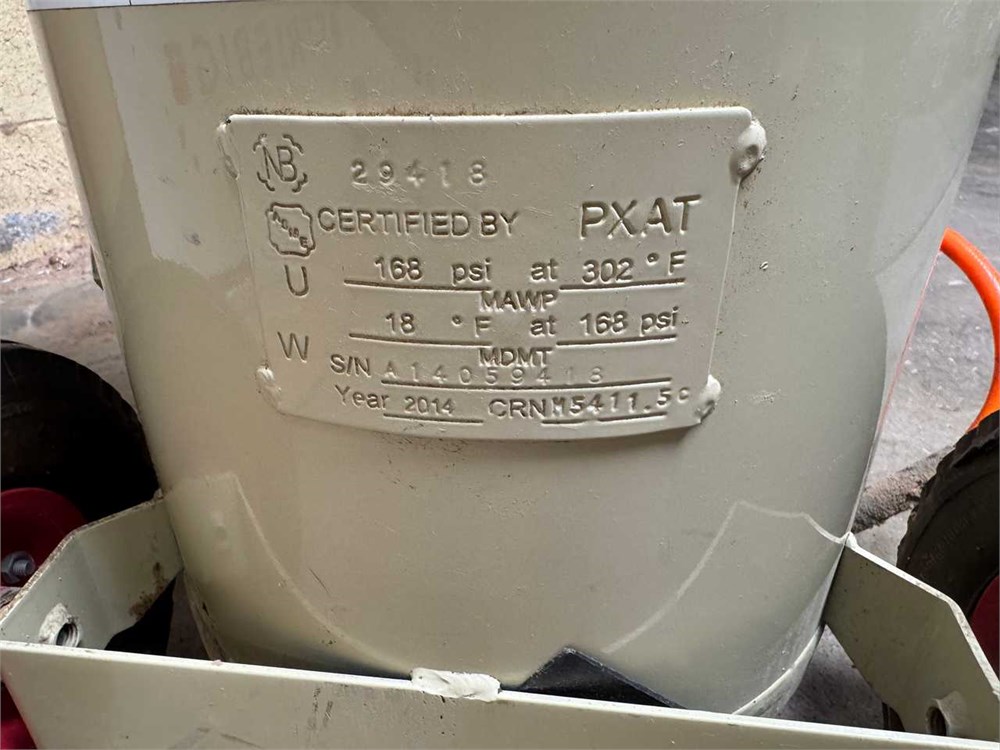 NB 29418
ASME CERTIFIED BY PXAT
U 168 psi at 302 °F
MAWP
18 °F at 168 psi
W MDMT
S/N A14059418
Year 2014 CRN M5411.5C